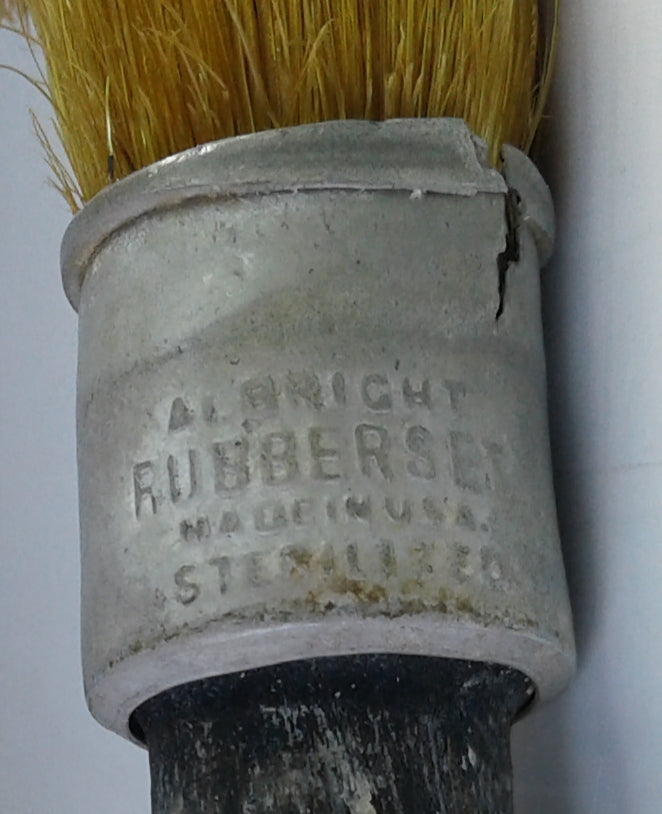 ALBRIGHT
RUBBERSET
MADE IN U.S.A.
STERILIZED